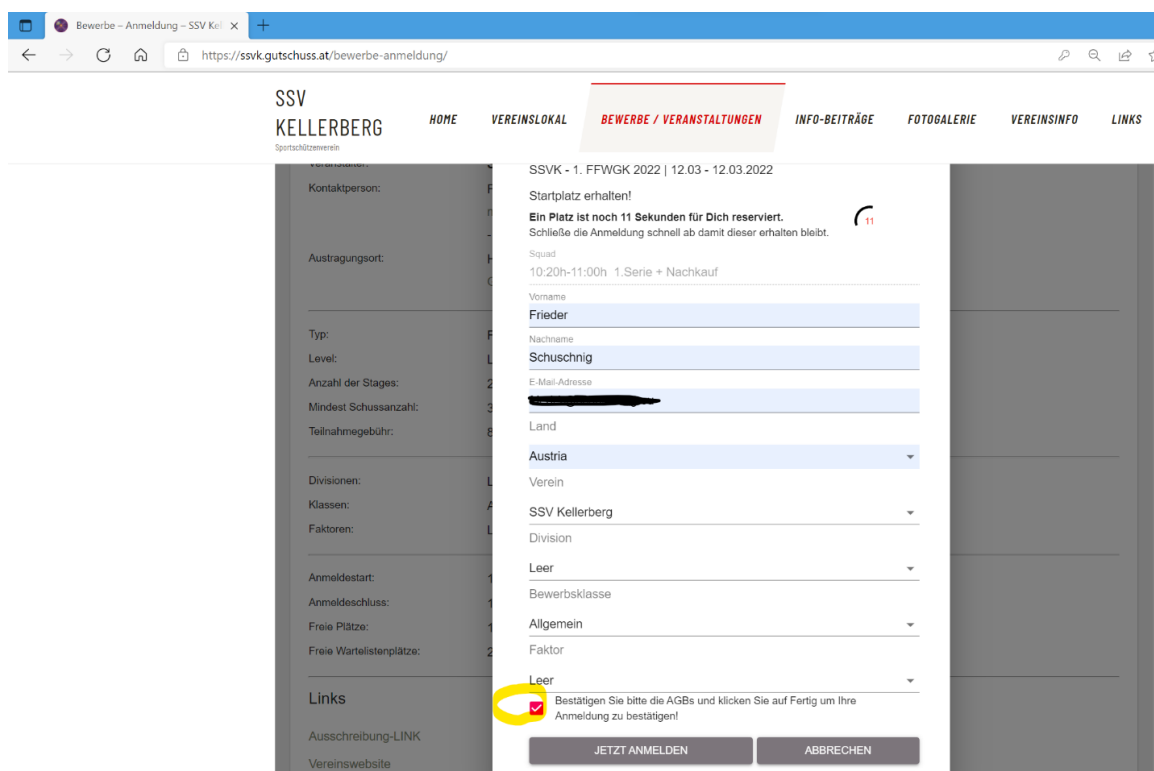 Bewerbe – Anmeldung – SSV Kel
https://ssvk.gutschuss.at/bewerbe-anmeldung/
SSV
KELLERBERG
Sportschützenverein
HOME
VEREINSLOKAL
BEWERBE / VERANSTALTUNGEN
INFO-BEITRÄGE
FOTOGALERIE
VEREINSINFO
LINKS
Veranstalter:
Kontaktperson:
Austragungsort:
Typ:
Level:
Anzahl der Stages:
Mindest Schussanzahl:
Teilnahmegebühr:
Divisionen:
Klassen:
Faktoren:
Anmeldestart:
Anmeldeschluss:
Freie Plätze:
Freie Wartelistenplätze:
Links
Ausschreibung-LINK
Vereinswebsite
SSVK - 1. FFWGK 2022 | 12.03 - 12.03.2022
Startplatz erhalten!
Ein Platz ist noch 11 Sekunden für Dich reserviert.
Schließe die Anmeldung schnell ab damit dieser erhalten bleibt.
11
Squad
10:20h-11:00h 1.Serie + Nachkauf
Vorname
Frieder
Nachname
Schuschnig
E-Mail-Adresse
Land
Austria
Verein
SSV Kellerberg
Division
Leer
Bewerbsklasse
Allgemein
Faktor
Leer
Bestätigen Sie bitte die AGBs und klicken Sie auf Fertig um Ihre
Anmeldung zu bestätigen!
JETZT ANMELDEN
ABBRECHEN